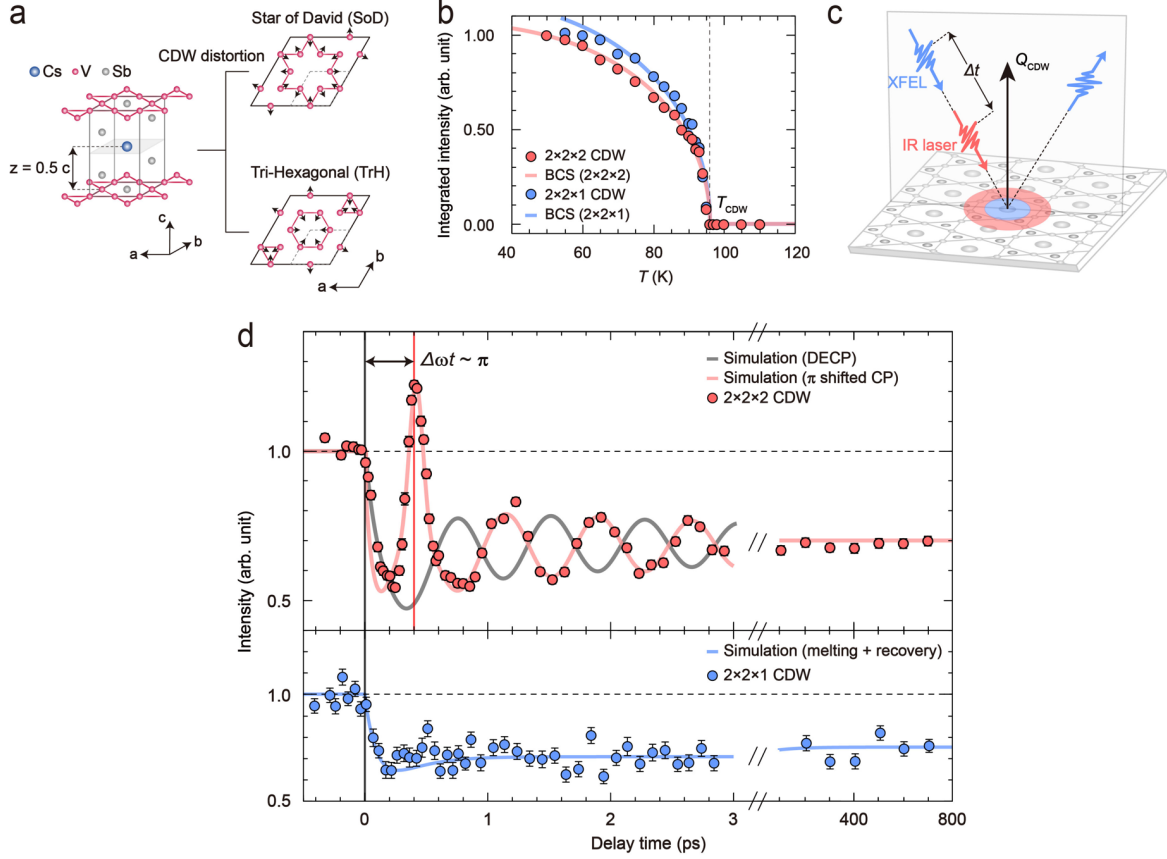 a
Star of David (SoD)
CDW distortion
Cs V Sb
z = 0.5 c
Tri-Hexagonal (TrH)
c
b
a
b
a
b
Integrated intensity (arb. unit)
1.00
0.50
0.00
2×2×2 CDW
BCS (2×2×2)
2×2×1 CDW
BCS (2×2×1)
T_CDW
40 60 80 100 120
T (K)
c
Δt
Q_CDW
XFEL
IR laser
d
Δωt ~ π
Simulation (DECP)
Simulation (π shifted CP)
2×2×2 CDW
1.0
0.5
Intensity (arb. unit)
Simulation (melting + recovery)
2×2×1 CDW
1.0
0.5
0 1 2 3 400 800
Delay time (ps)